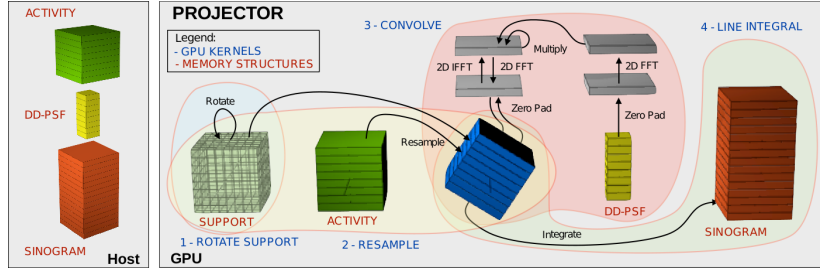 ACTIVITY
DD-PSF
SINOGRAM
Host
PROJECTOR
Legend:
- GPU KERNELS
- MEMORY STRUCTURES
3 - CONVOLVE
4 - LINE INTEGRAL
Multiply
2D IFFT
2D FFT
2D FFT
Zero Pad
Zero Pad
Rotate
Resample
SUPPORT
ACTIVITY
DD-PSF
SINOGRAM
1 - ROTATE SUPPORT
2 - RESAMPLE
Integrate
GPU